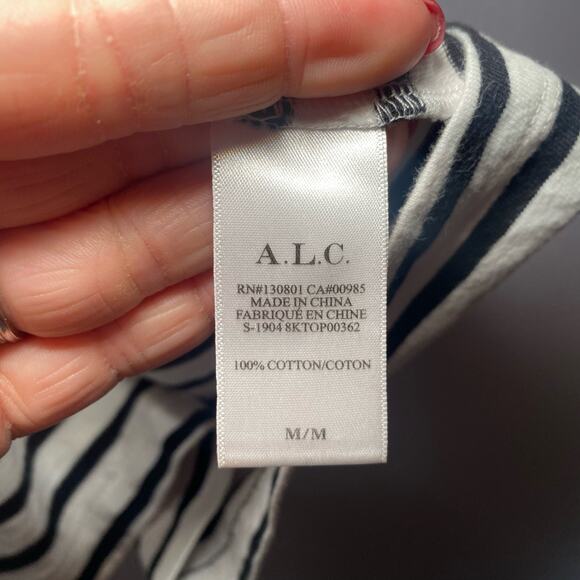 A.L.C.
RN#130801 CA#00985
MADE IN CHINA
FABRIQUÉ EN CHINE
S-1904 8KTOP00362
100% COTTON/COTON
M/M